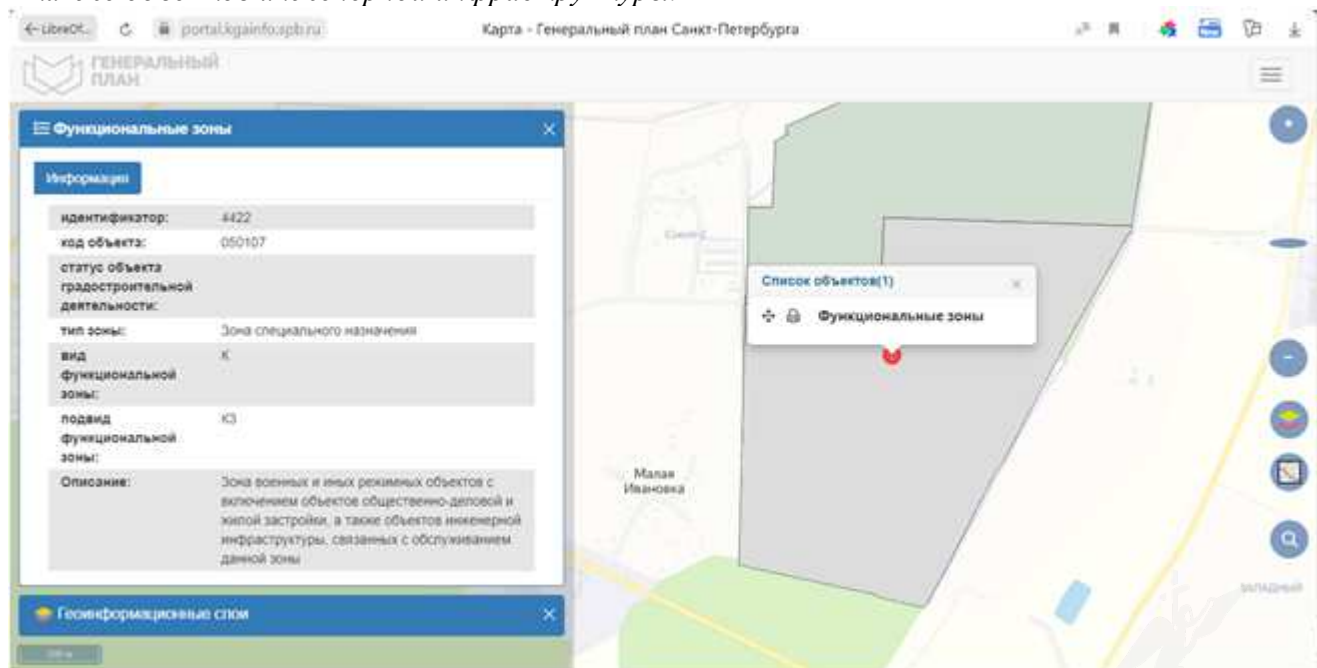 LibreOf...
portal.kgainfo.spb.ru
Карта - Генеральный план Санкт-Петербурга
ГЕНЕРАЛЬНЫЙ
ПЛАН
Функциональные зоны
Информация
идентификатор: 4422
код объекта: 050107
статус объекта
градостроительной
деятельности:
тип зоны: Зона специального назначения
вид К
функциональной
зоны:
подвид К3
функциональной
зоны:
Описание: Зона военных и иных режимных объектов с
включением объектов общественно-деловой и
жилой застройки, а также объектов инженерной
инфраструктуры, связанных с обслуживанием
данной зоны
Геоинформационные слои
Список объектов(1)
Функциональные зоны
Малая
Ивановка
ЗАПАДНЫЙ